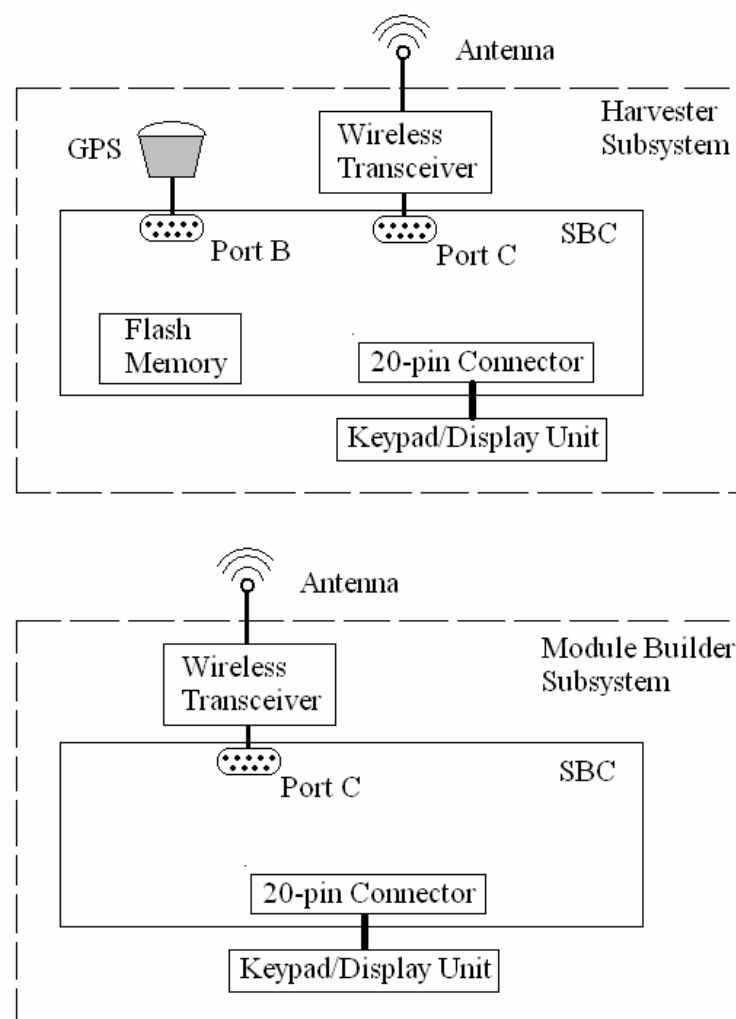 Antenna
Harvester
Subsystem
GPS
Wireless
Transceiver
SBC
Port B
Port C
Flash
Memory
20-pin Connector
Keypad/Display Unit
Antenna
Module Builder
Subsystem
Wireless
Transceiver
SBC
Port C
20-pin Connector
Keypad/Display Unit